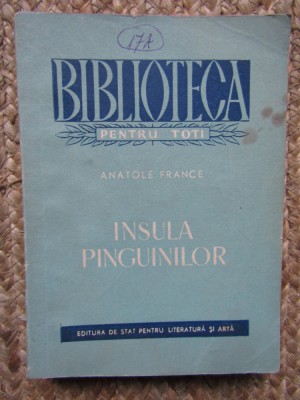 17A
BIBLIOTECA
PENTRU TOȚI
ANATOLE FRANCE
INSULA
PINGUINILOR
EDITURA DE STAT PENTRU LITERATURĂ ȘI ARTĂ